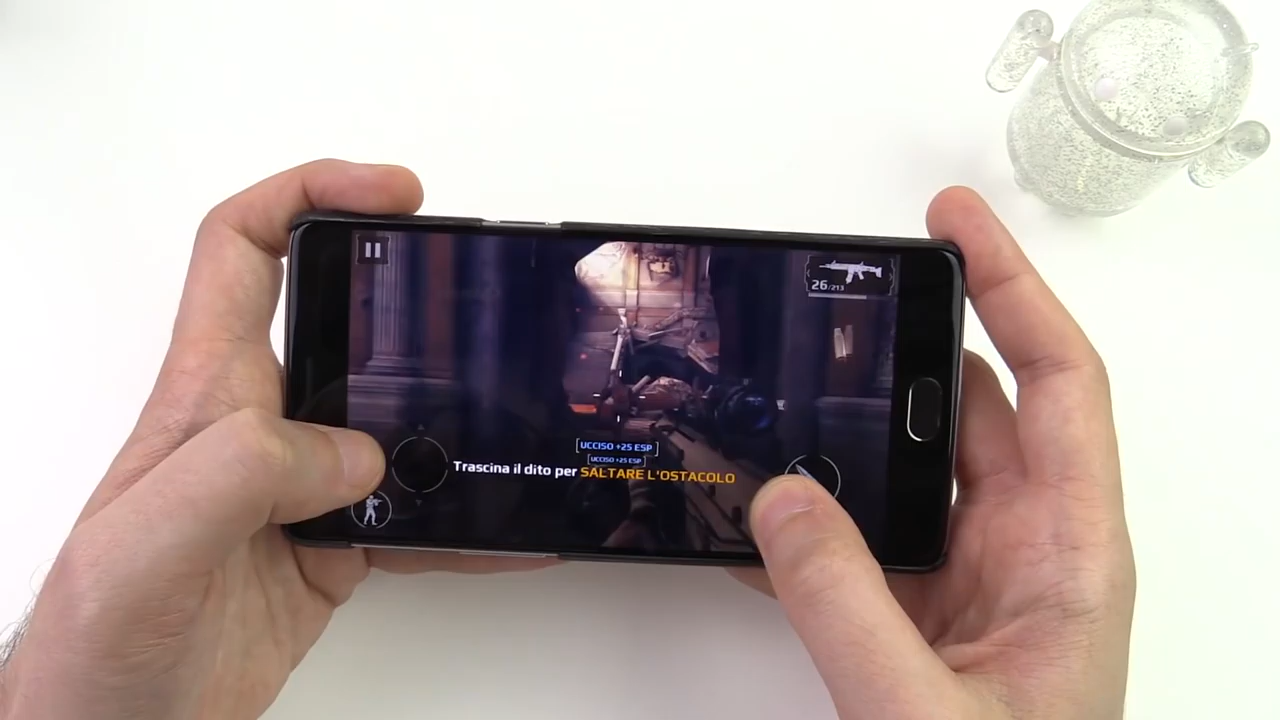 26/213
UCCISO +25 ESP
UCCISO +25 ESP
Trascina il dito per SALTARE L'OSTACOLO